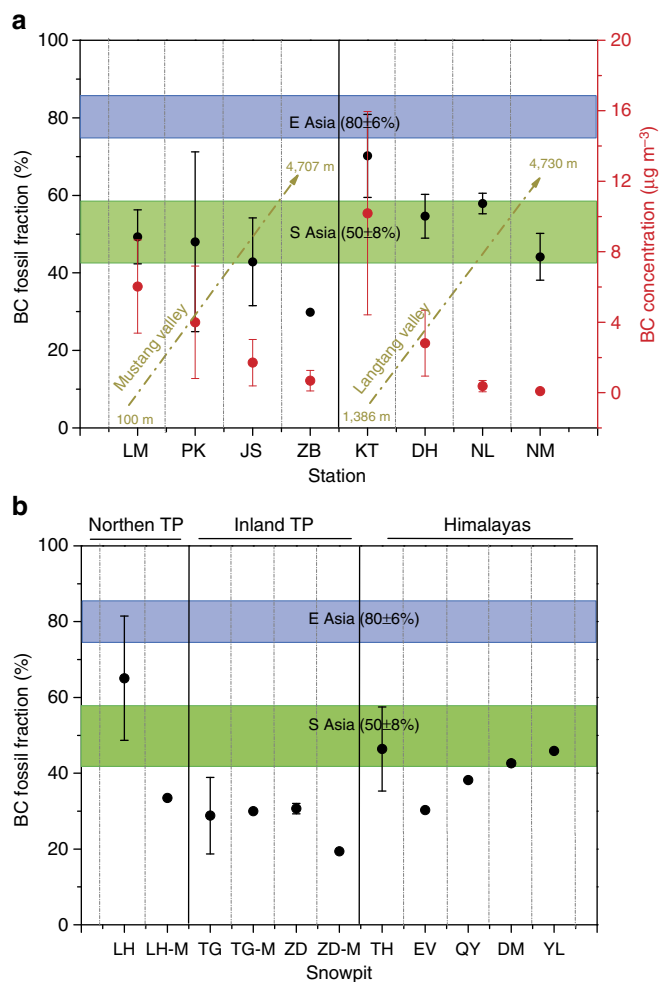 a
100
80
60
40
20
0
BC fossil fraction (%)
20
16
12
8
4
0
BC concentration (μg m−3)
E Asia (80±6%)
S Asia (50±8%)
4,707 m
4,730 m
Mustang valley
Langtang valley
100 m
1,386 m
LM PK JS ZB KT DH NL NM
Station
b
Northen TP Inland TP Himalayas
100
80
60
40
20
0
BC fossil fraction (%)
E Asia (80±6%)
S Asia (50±8%)
LH LH-M TG TG-M ZD ZD-M TH EV QY DM YL
Snowpit